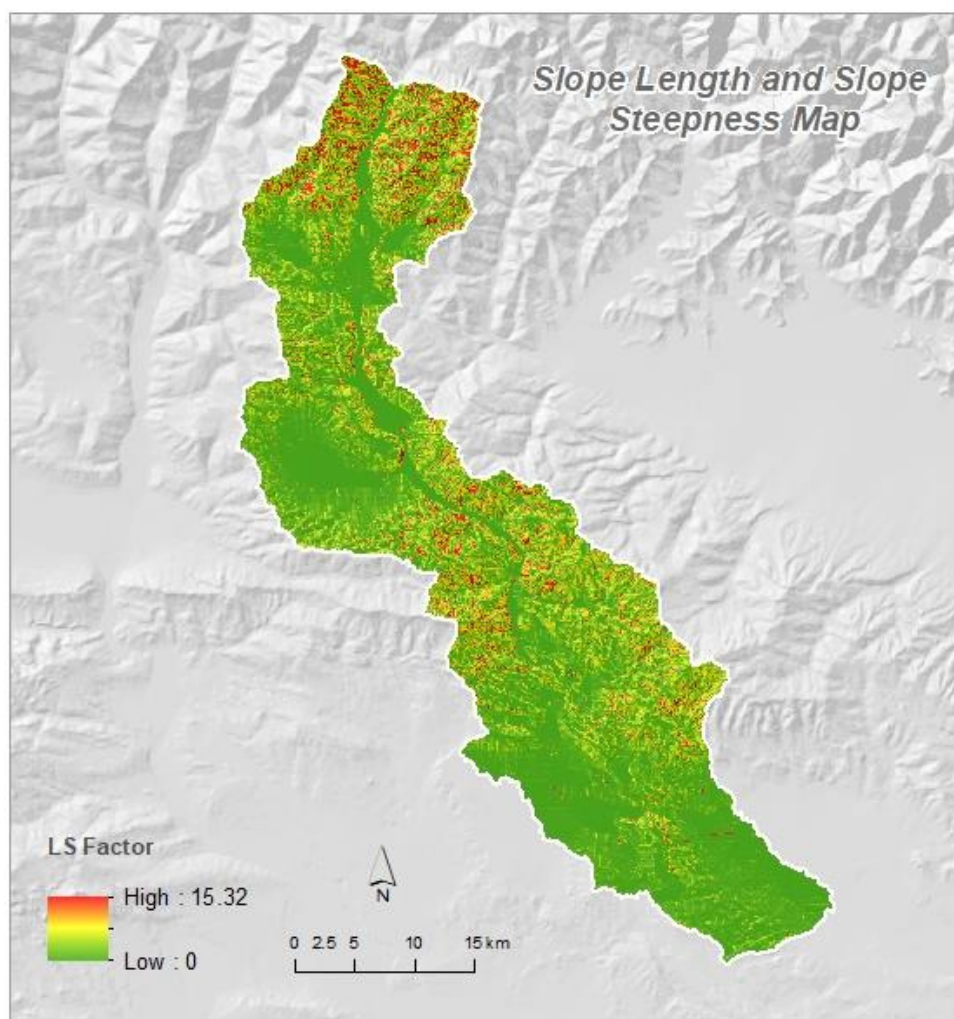 Slope Length and Slope
Steepness Map
LS Factor
High : 15.32
Low : 0
N
0 2.5 5 10 15 km